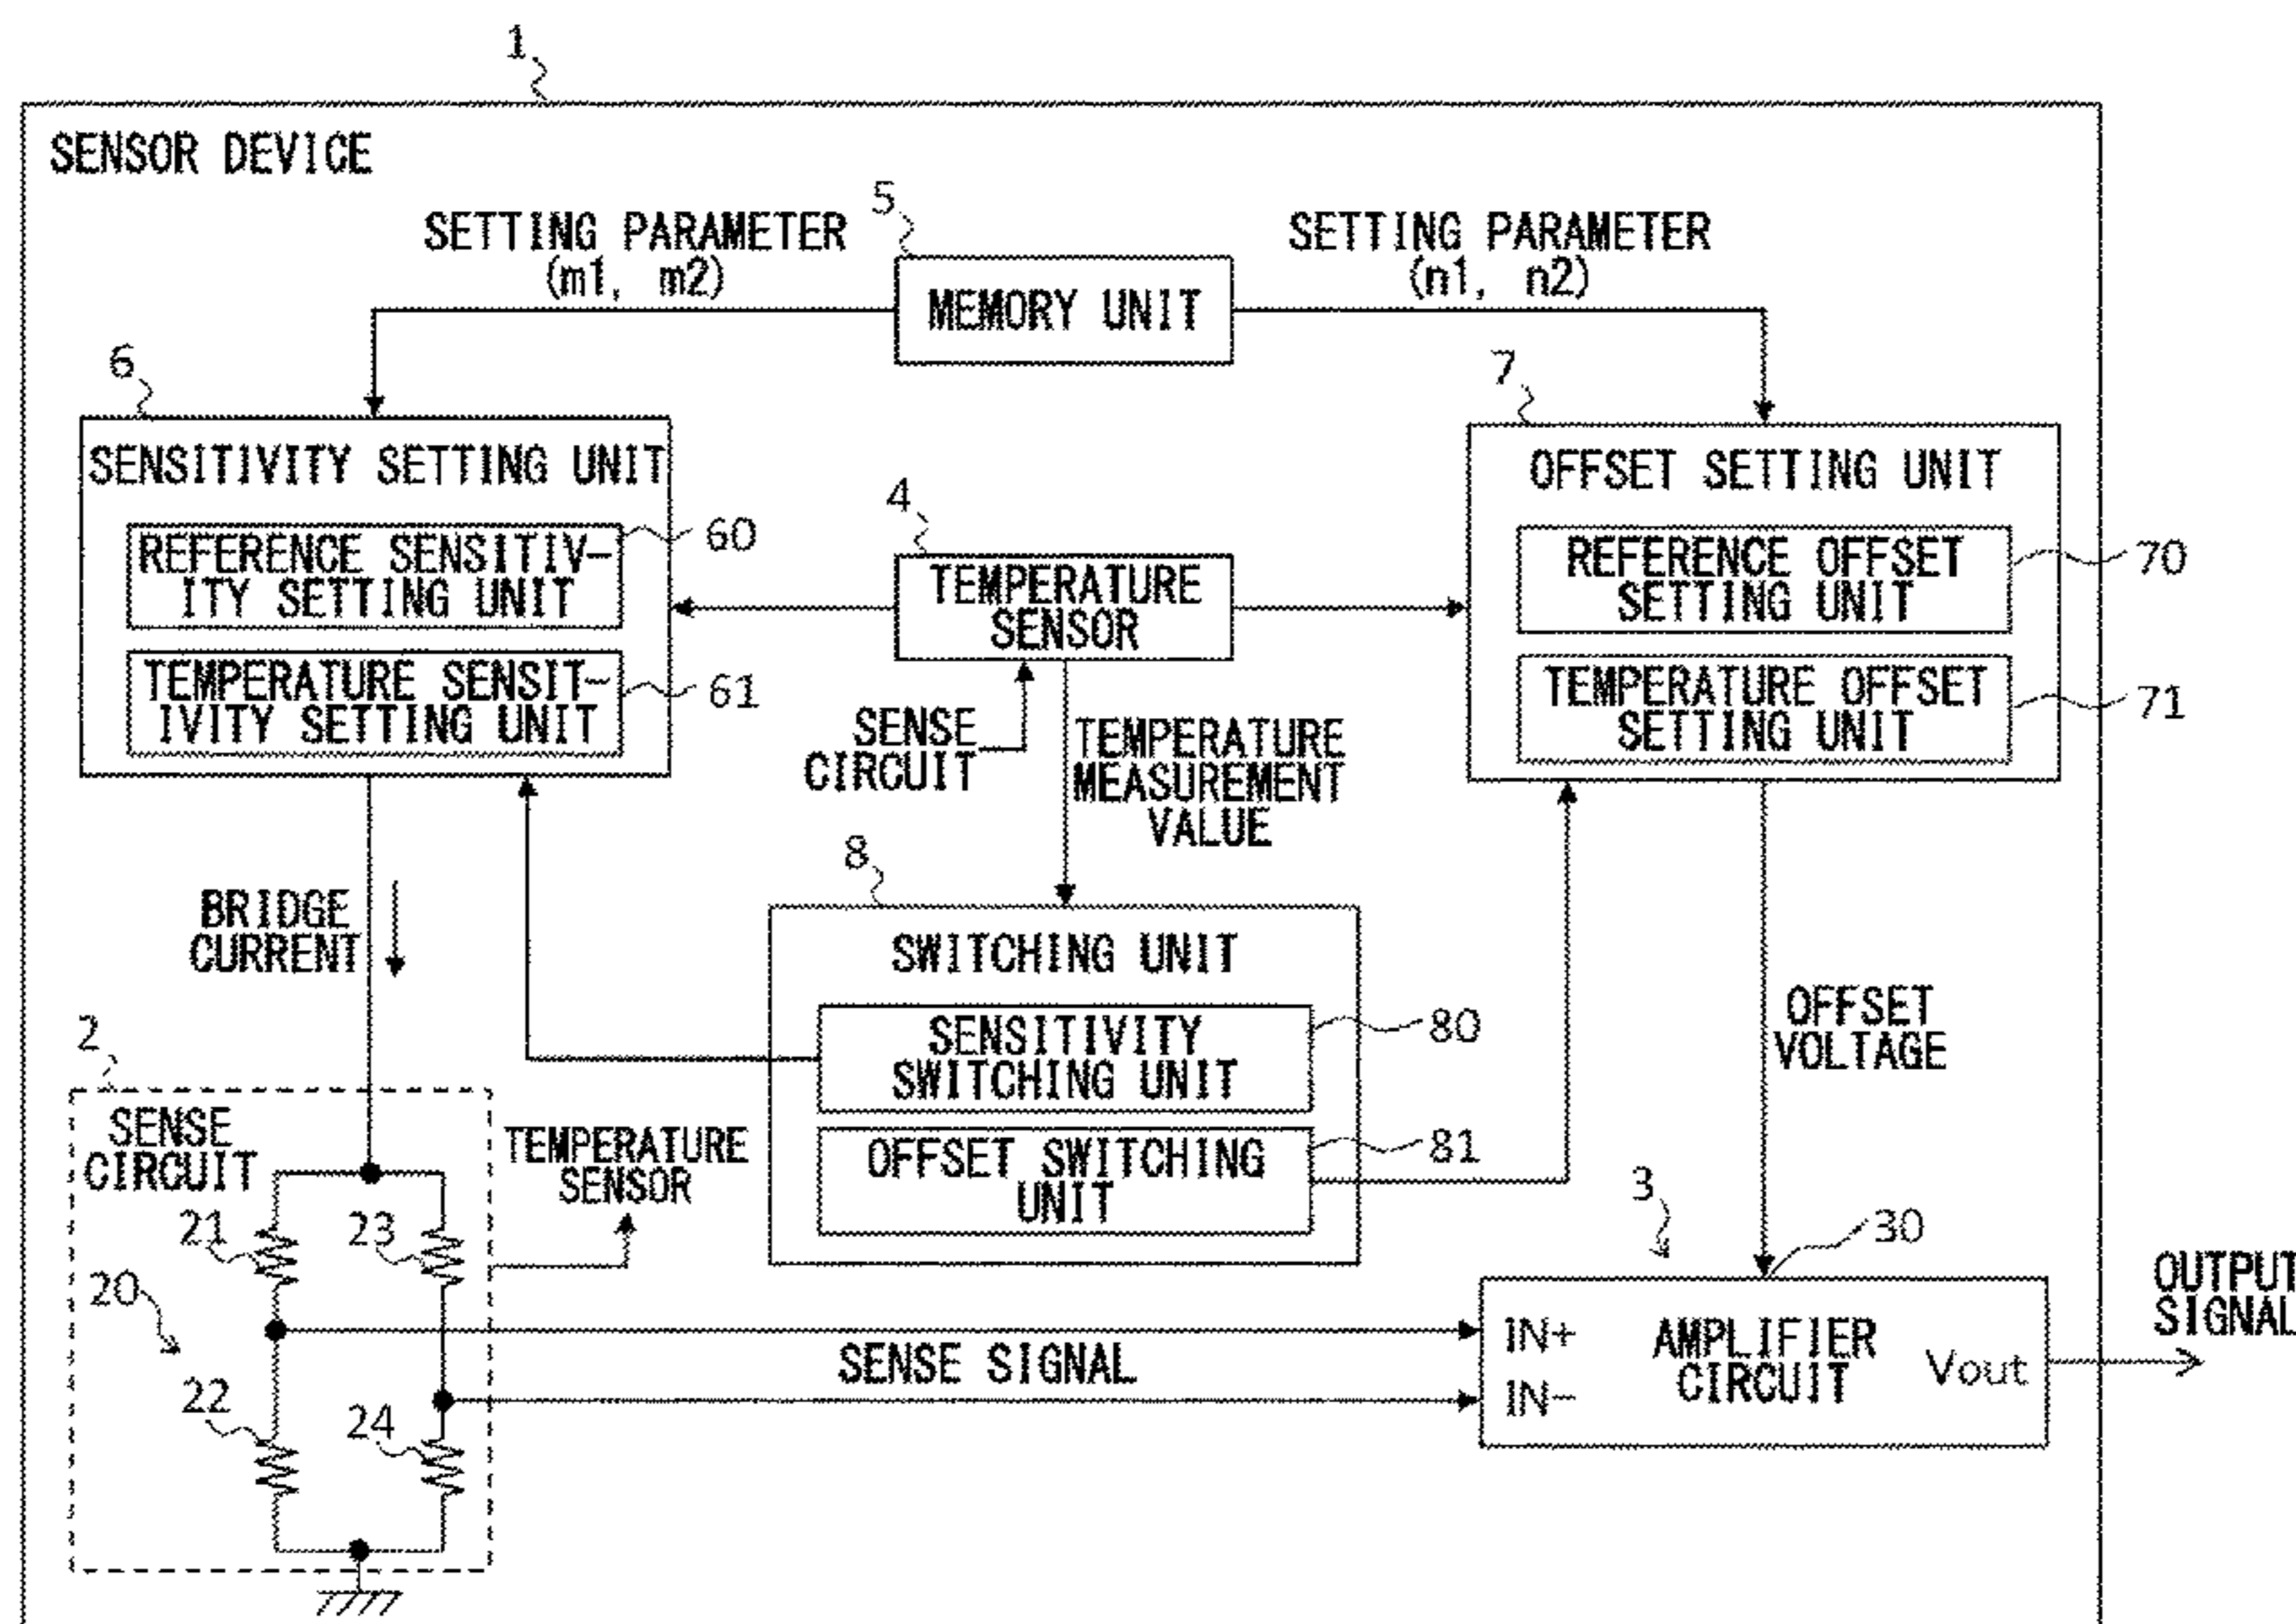 1
SENSOR DEVICE
SETTING PARAMETER
(m1, m2)
5
MEMORY UNIT
SETTING PARAMETER
(n1, n2)
6
SENSITIVITY SETTING UNIT
REFERENCE SENSITIV-
ITY SETTING UNIT
60
TEMPERATURE SENSIT-
IVITY SETTING UNIT
61
4
TEMPERATURE
SENSOR
SENSE
CIRCUIT
TEMPERATURE
MEASUREMENT
VALUE
7
OFFSET SETTING UNIT
REFERENCE OFFSET
SETTING UNIT
70
TEMPERATURE OFFSET
SETTING UNIT
71
BRIDGE
CURRENT
8
SWITCHING UNIT
SENSITIVITY
SWITCHING UNIT
80
OFFSET SWITCHING
UNIT
81
OFFSET
VOLTAGE
2
SENSE
CIRCUIT
TEMPERATURE
SENSOR
21
23
20
22
24
SENSE SIGNAL
3
30
IN+
IN-
AMPLIFIER
CIRCUIT
Vout
OUTPUT
SIGNAL